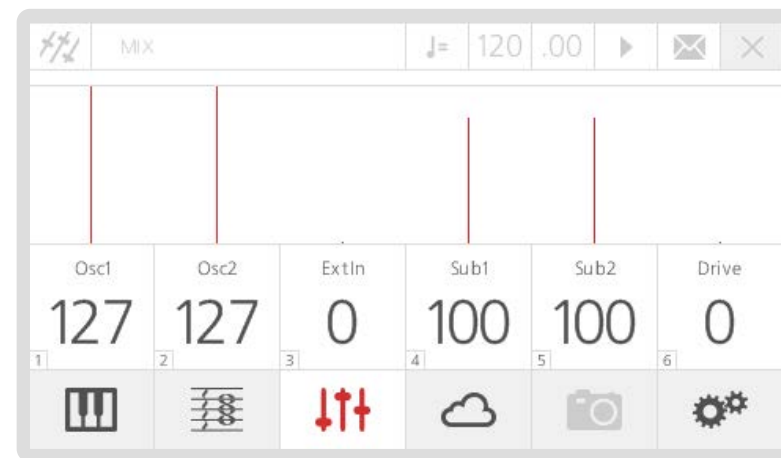 MIX ♩= 120 .00
Osc1 Osc2 ExtIn Sub1 Sub2 Drive
127 127 0 100 100 0
1 2 3 4 5 6